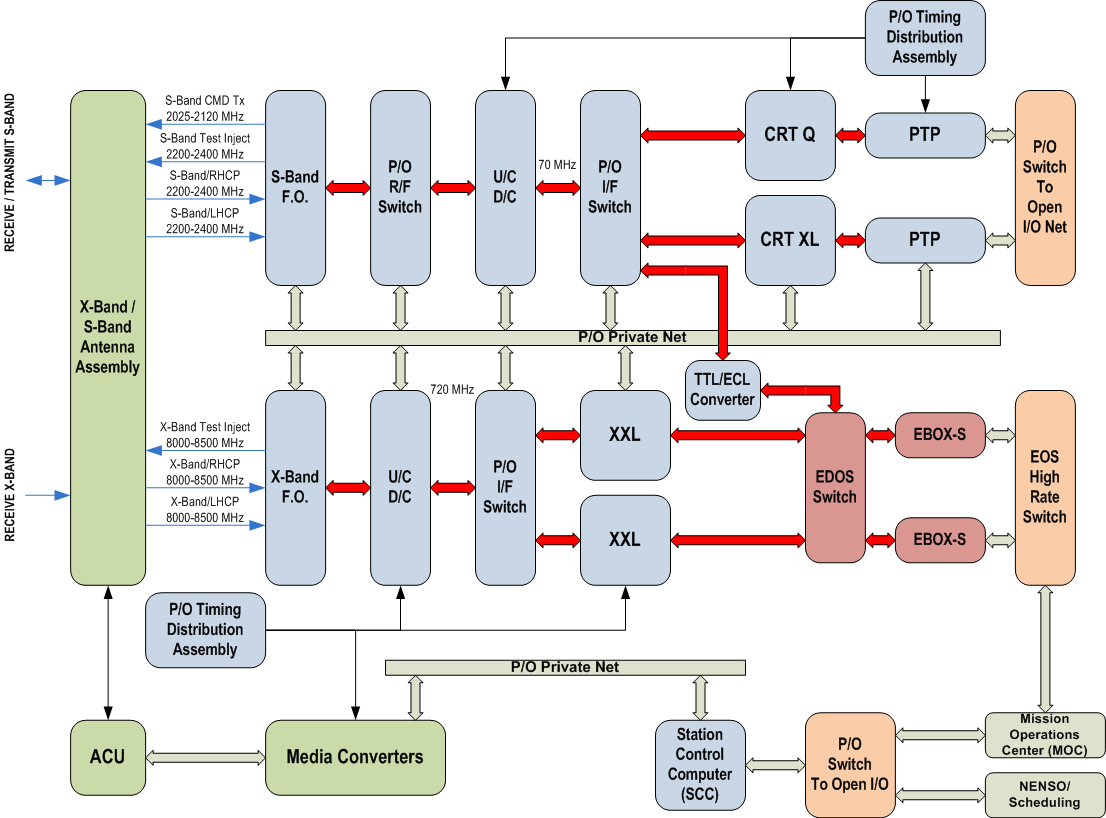 P/O Timing
Distribution
Assembly
RECEIVE / TRANSMIT S-BAND
S-Band CMD Tx
2025-2120 MHz
S-Band Test Inject
2200-2400 MHz
S-Band/RHCP
2200-2400 MHz
S-Band/LHCP
2200-2400 MHz
S-Band
F.O.
P/O
R/F
Switch
U/C
D/C
70 MHz
P/O
I/F
Switch
CRT Q
PTP
CRT XL
PTP
P/O
Switch
To
Open
I/O Net
X-Band /
S-Band
Antenna
Assembly
P/O Private Net
RECEIVE X-BAND
X-Band Test Inject
8000-8500 MHz
X-Band/RHCP
8000-8500 MHz
X-Band/LHCP
8000-8500 MHz
X-Band
F.O.
U/C
D/C
720 MHz
P/O
I/F
Switch
XXL
XXL
TTL/ECL
Converter
EDOS
Switch
EBOX-S
EBOX-S
EOS
High
Rate
Switch
P/O Timing
Distribution
Assembly
P/O Private Net
ACU
Media Converters
Station
Control
Computer
(SCC)
P/O
Switch
To Open I/O
Mission
Operations
Center (MOC)
NENSO/
Scheduling